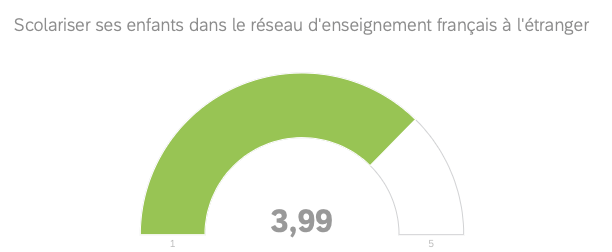 Scolariser ses enfants dans le réseau d'enseignement français à l'étranger
3,99
1
5